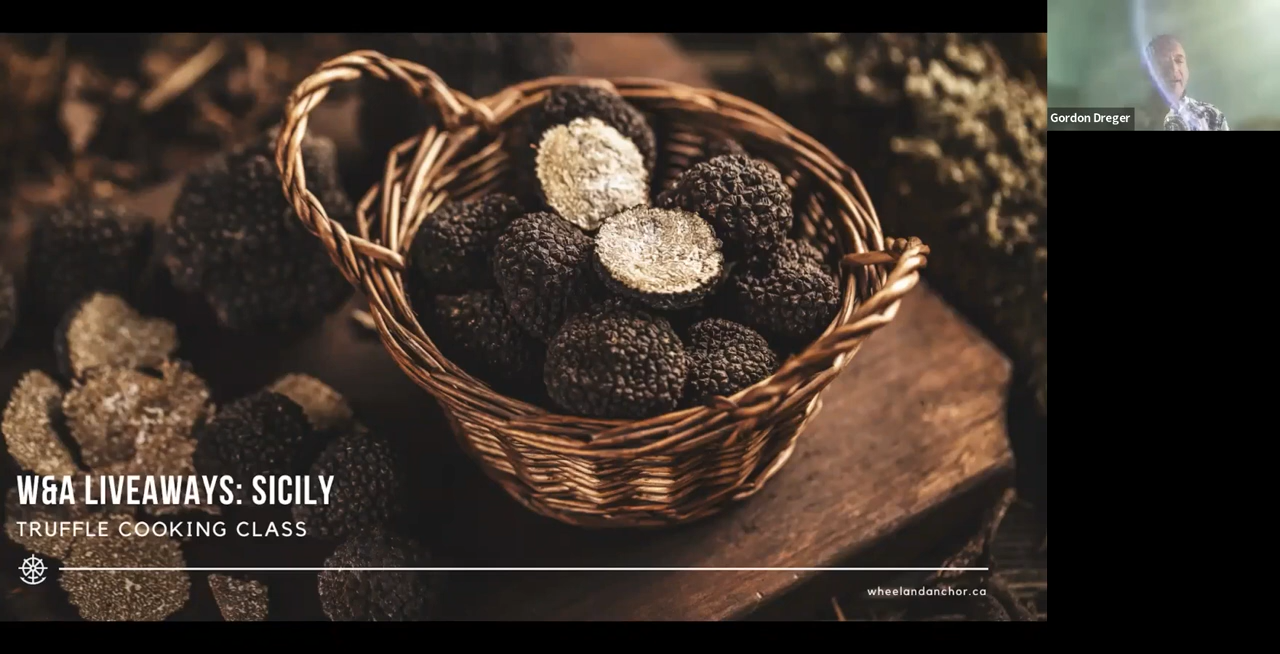 Gordon Dreger
W&A LIVEAWAYS: SICILY
TRUFFLE COOKING CLASS
wheelandanchor.ca